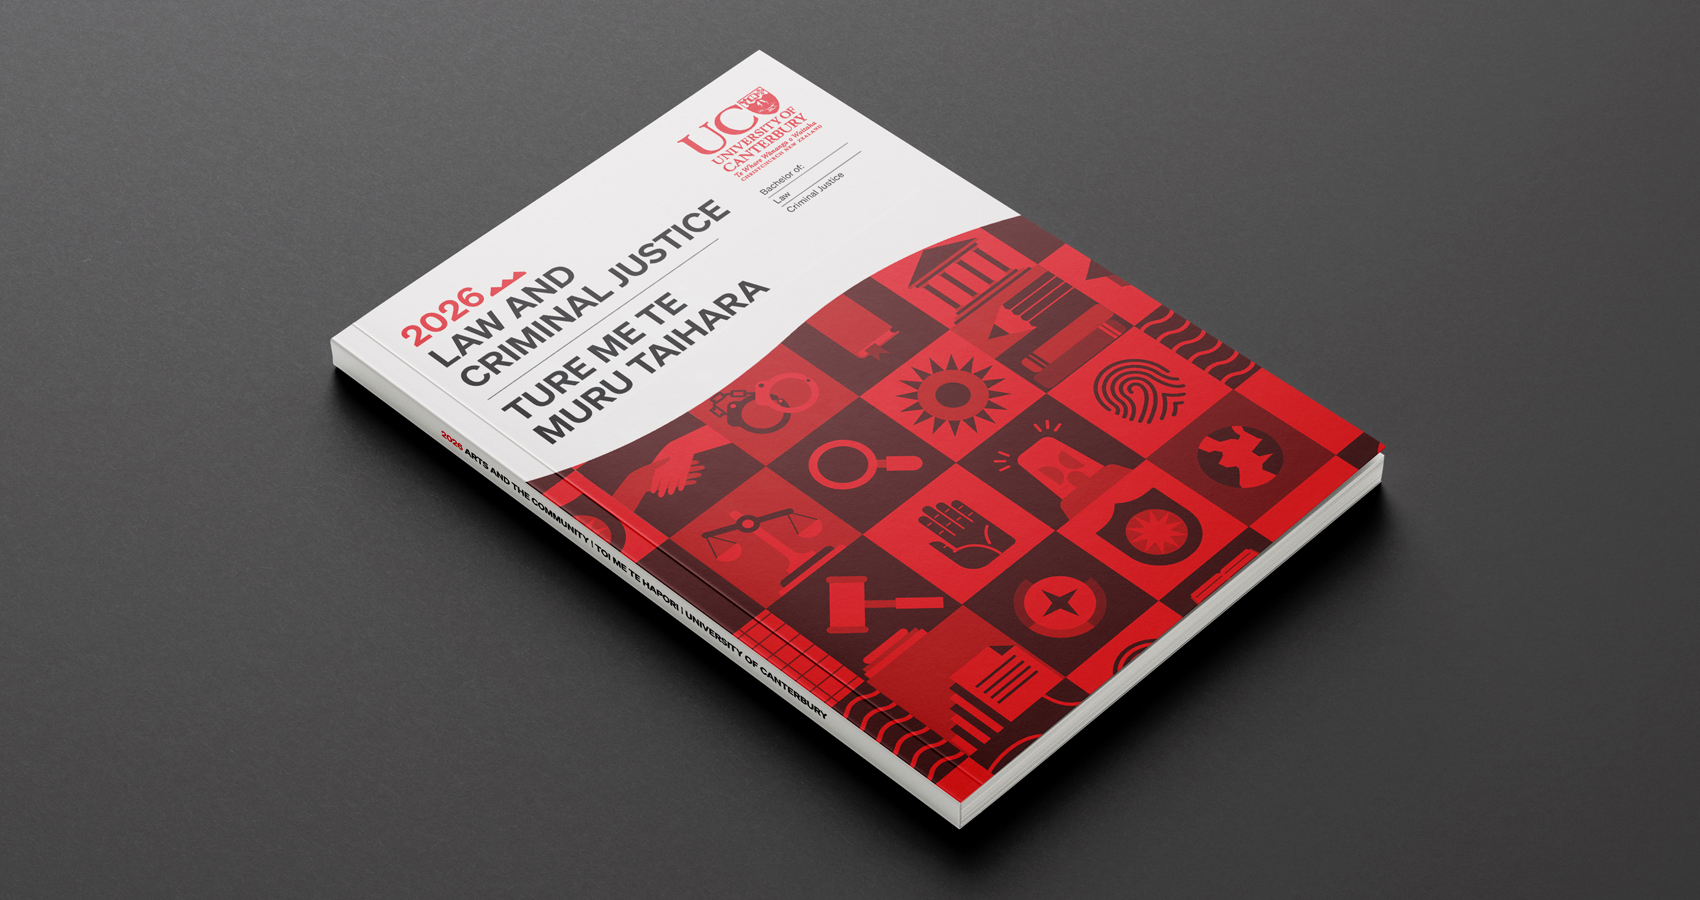 UC
UNIVERSITY OF
CANTERBURY
Te Whare Wānanga o Waitaha
CHRISTCHURCH NEW ZEALAND
Bachelor of:
Law
Criminal Justice
2026
LAW AND
CRIMINAL JUSTICE
TURE ME TE
MURU TAIHARA
2026 ARTS AND THE COMMUNITY | TOI ME TE HAPORI | UNIVERSITY OF CANTERBURY